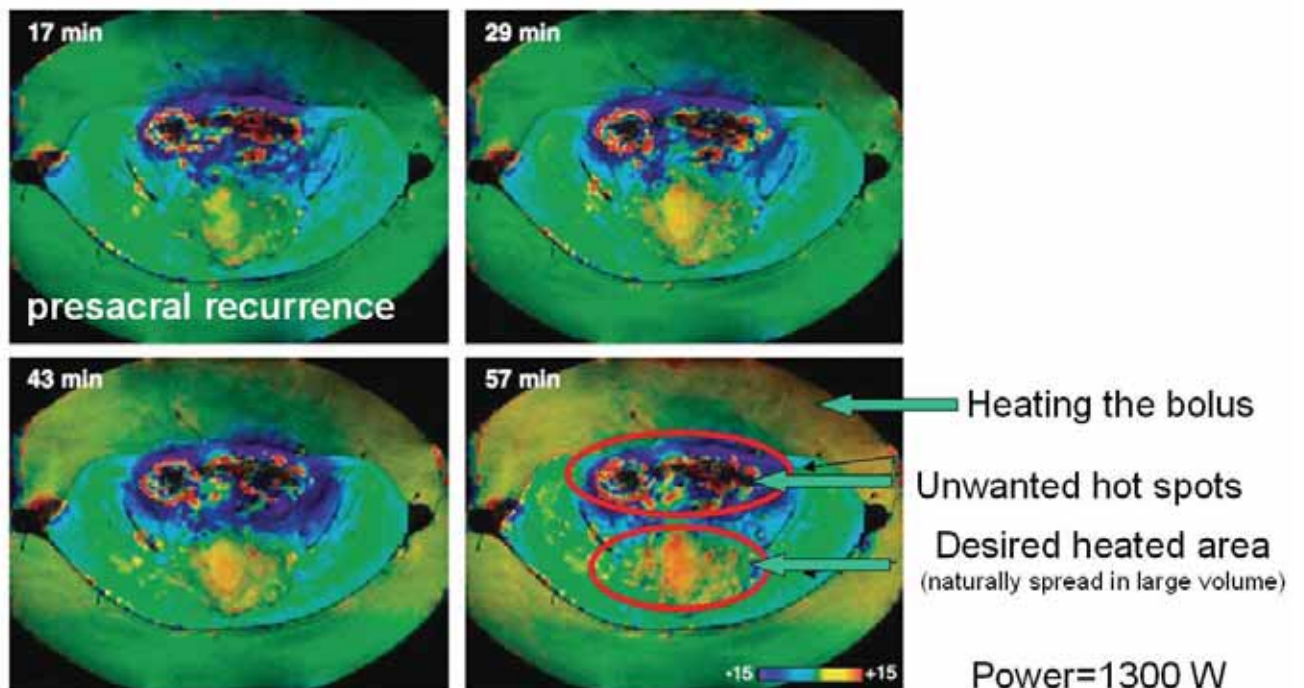 17 min
29 min
presacral recurrence
43 min
57 min
Heating the bolus
Unwanted hot spots
Desired heated area
(naturally spread in large volume)
-15 +15
Power=1300 W